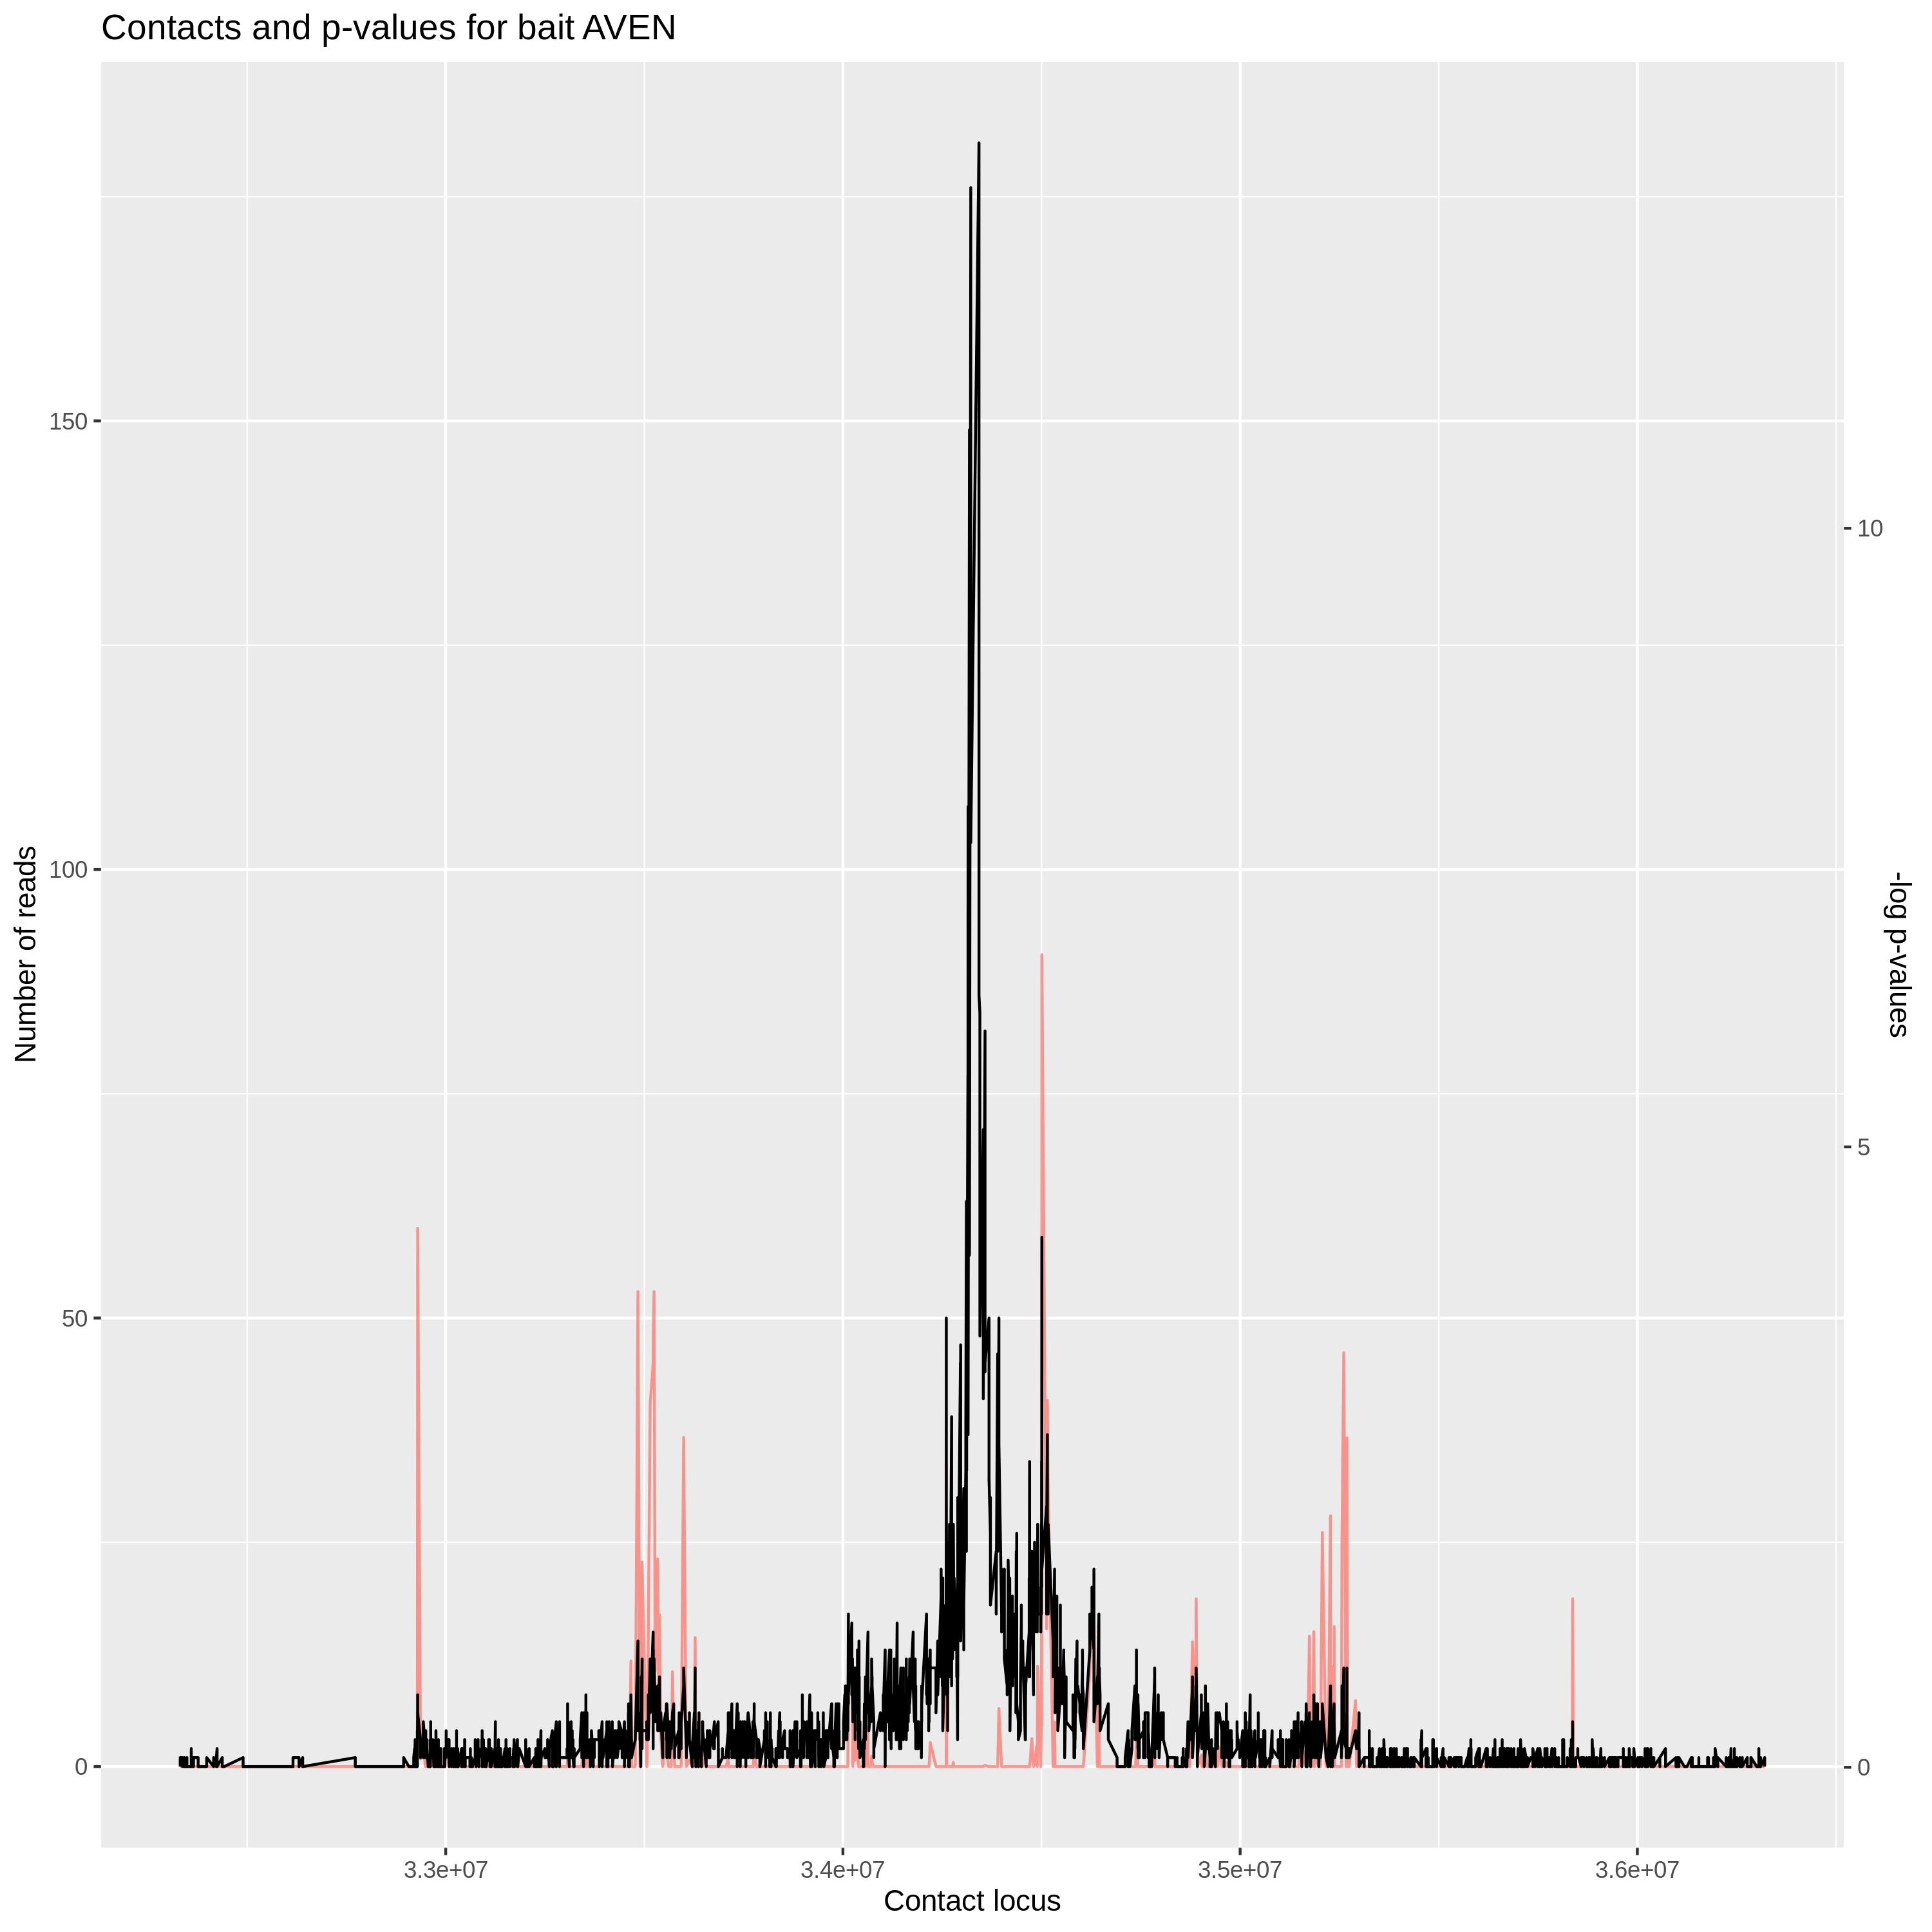 Contacts and p-values for bait AVEN
150
100
50
0
10
5
0
Number of reads
-log p-values
3.3e+07
3.4e+07
3.5e+07
3.6e+07
Contact locus